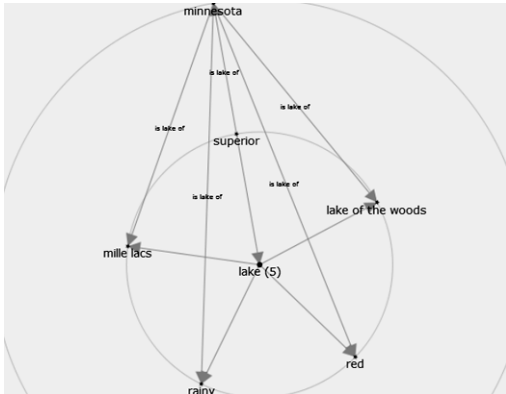 minnesota
is lake of
is lake of
is lake of
superior
is lake of
is lake of
lake of the woods
mille lacs
lake (5)
red
rainy